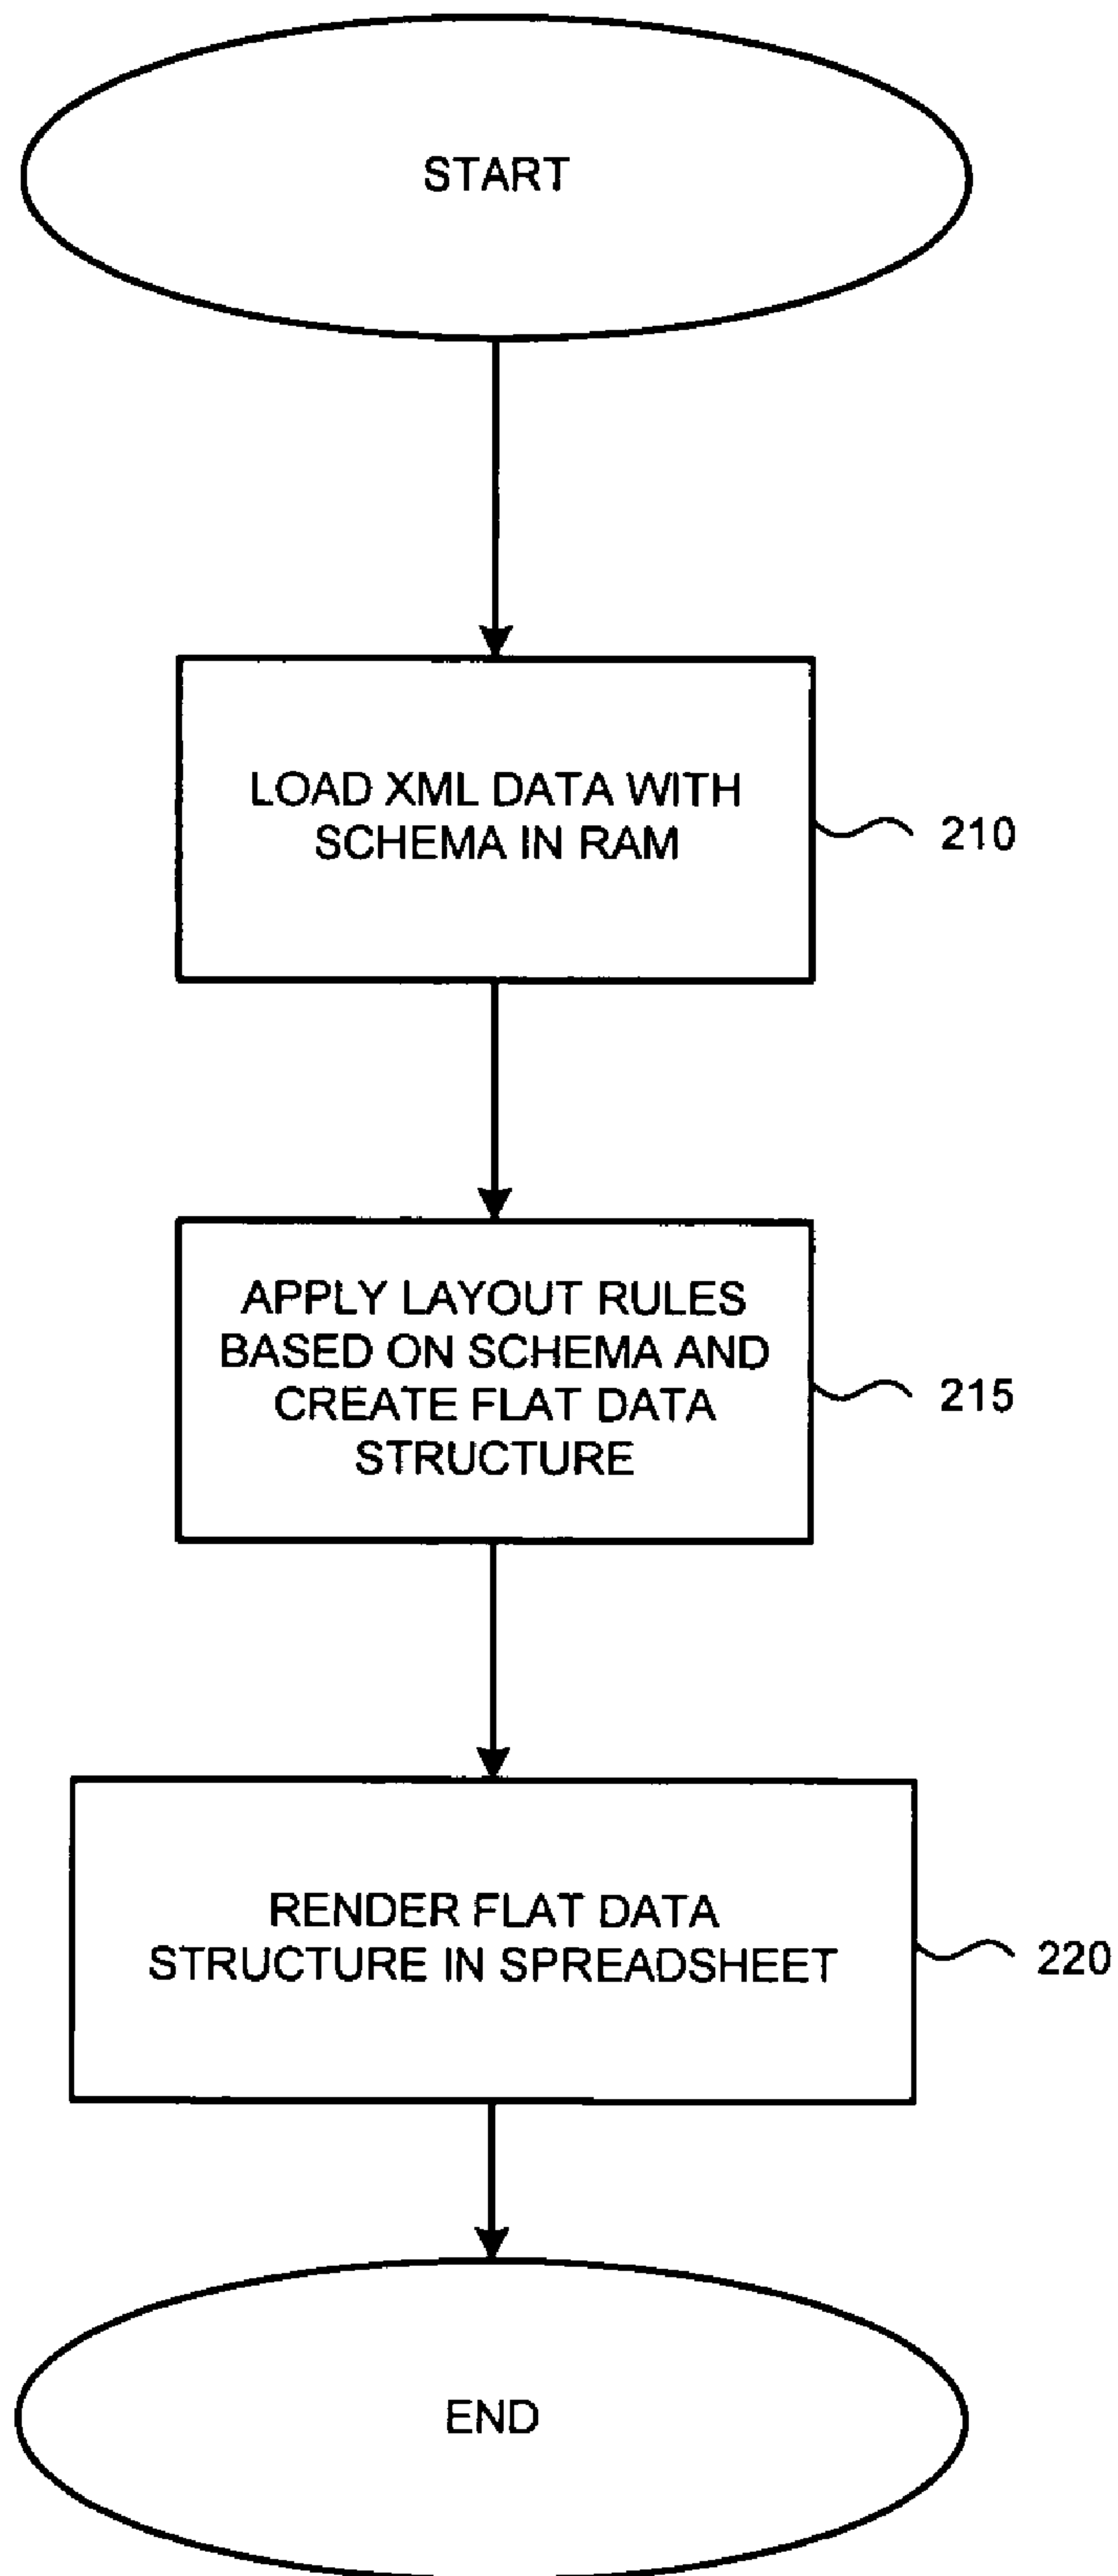 START
LOAD XML DATA WITH
SCHEMA IN RAM
210
APPLY LAYOUT RULES
BASED ON SCHEMA AND
CREATE FLAT DATA
STRUCTURE
215
RENDER FLAT DATA
STRUCTURE IN SPREADSHEET
220
END